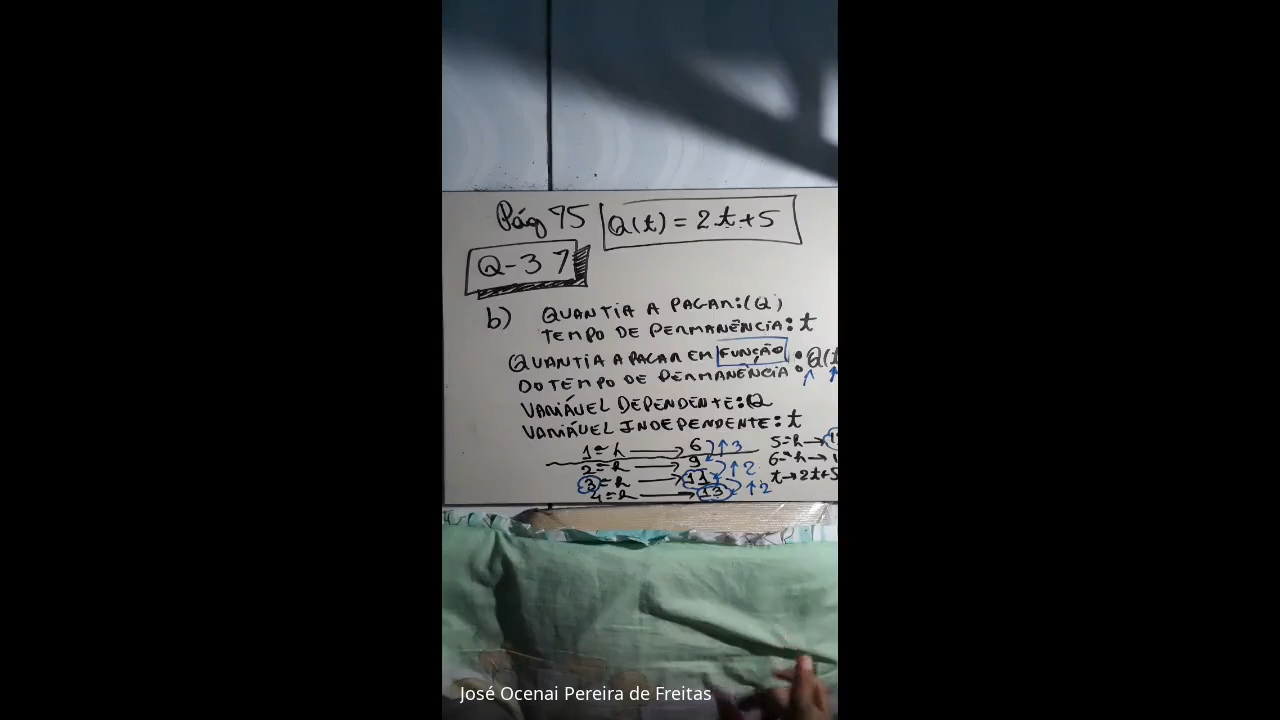 Pág 75
Q(t) = 2t+5
Q-37
b) QUANTIA A PAGAR:(Q)
TEMPO DE PERMANÊNCIA: t
QUANTIA A PAGAR EM FUNÇÃO
DO TEMPO DE PERMANÊNCIA: Q(t
VARIÁVEL DEPENDENTE: Q
VARIÁVEL INDEPENDENTE: t
1ª h → 6 ↑3
2ª h → 9 ↑2
3ª h → 11
4ª h → 13 ↑2
5ª h → 1
6ª h →
t → 2t+5
José Ocenai Pereira de Freitas